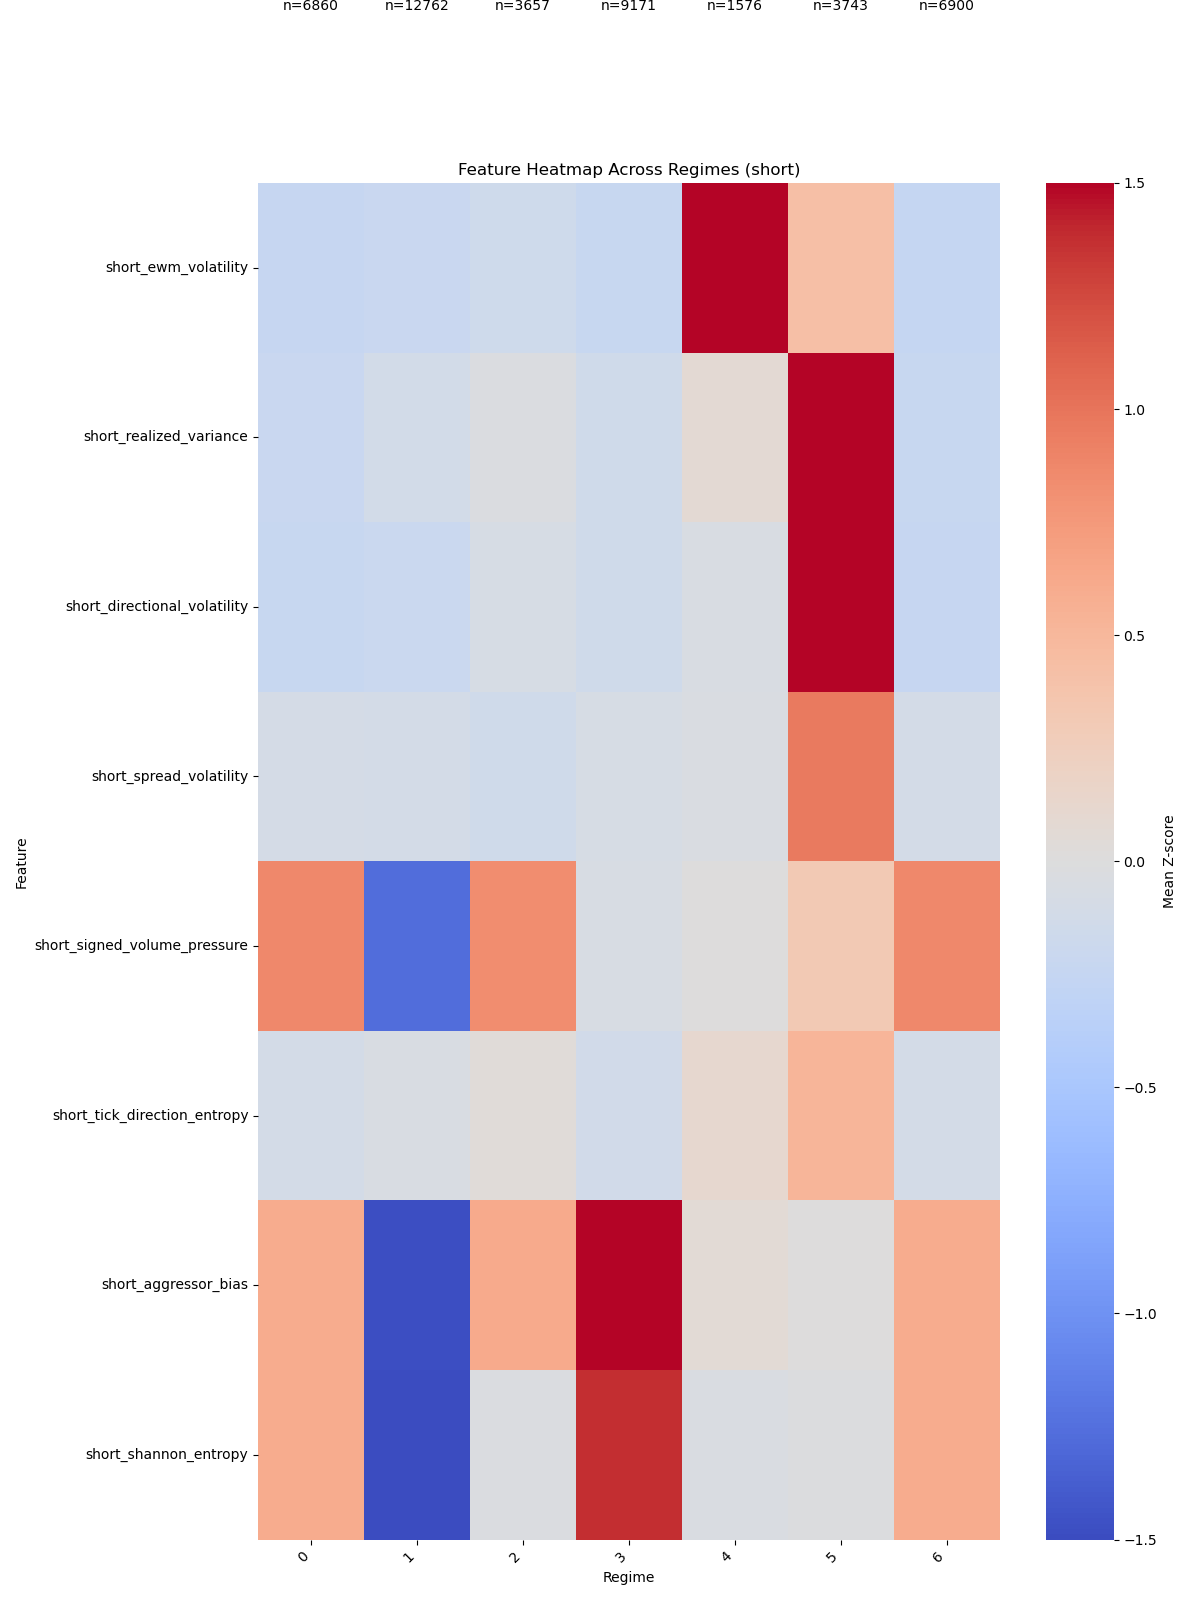 n=6860 n=12762 n=3657 n=9171 n=1576 n=3743 n=6900
Feature Heatmap Across Regimes (short)
short_ewm_volatility
short_realized_variance
short_directional_volatility
short_spread_volatility
short_signed_volume_pressure
short_tick_direction_entropy
short_aggressor_bias
short_shannon_entropy
Feature
0 1 2 3 4 5 6
Regime
1.5
1.0
0.5
0.0
−0.5
−1.0
−1.5
Mean Z-score